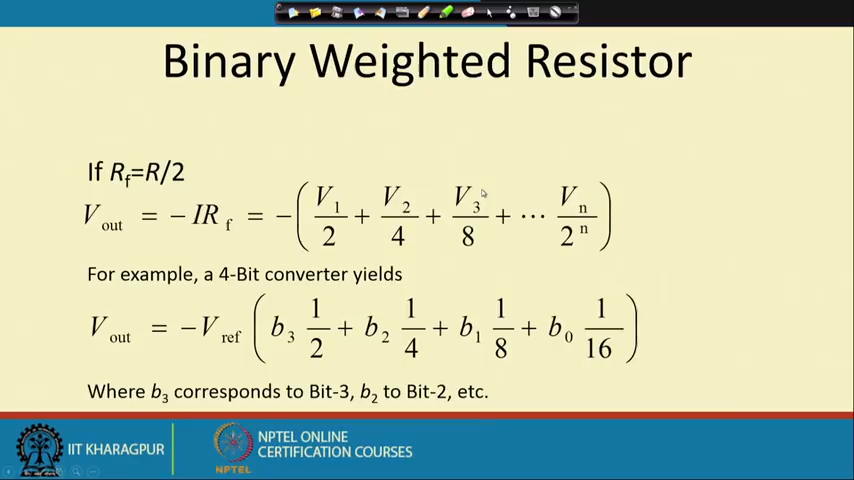 Binary Weighted Resistor
If R_f=R/2
V_out = − IR_f = −( V_1/2 + V_2/4 + V_3/8 + ⋯ V_n/2^n )
For example, a 4-Bit converter yields
V_out = −V_ref ( b_3 1/2 + b_2 1/4 + b_1 1/8 + b_0 1/16 )
Where b_3 corresponds to Bit-3, b_2 to Bit-2, etc.
IIT KHARAGPUR
NPTEL
NPTEL ONLINE
CERTIFICATION COURSES